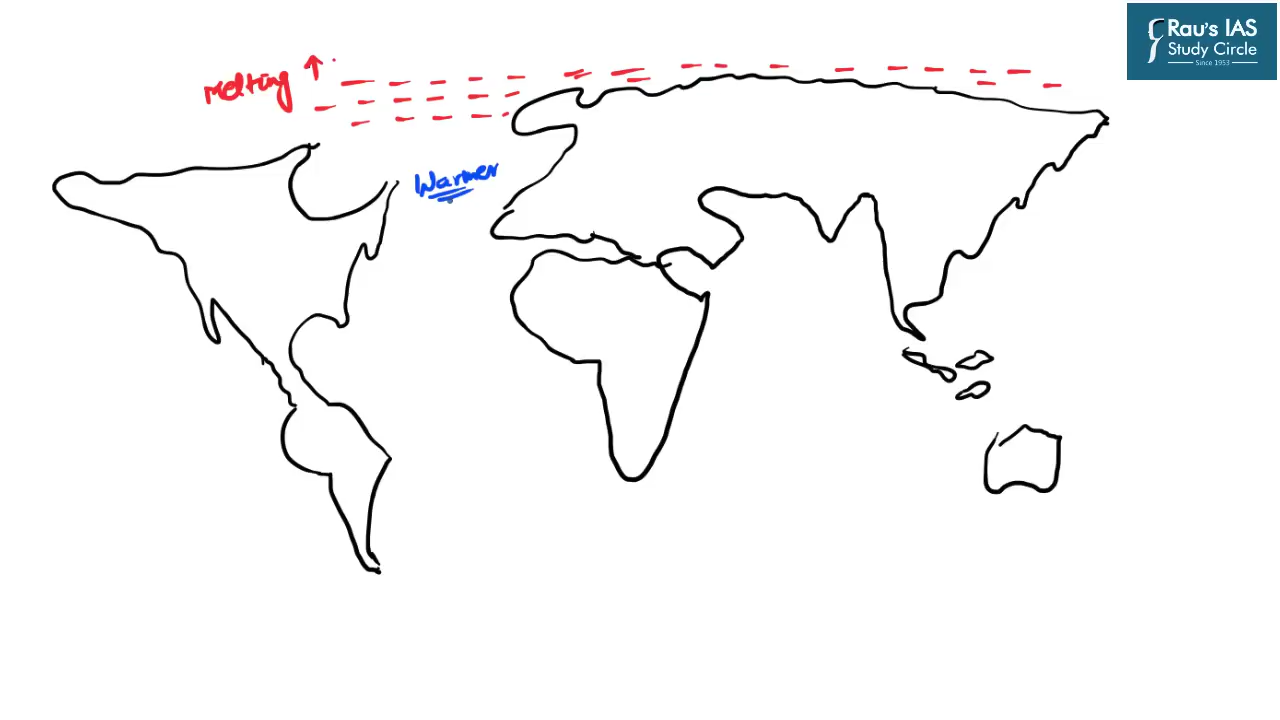 Rau's IAS
Study Circle
Since 1953
Melting ↑
Warmer